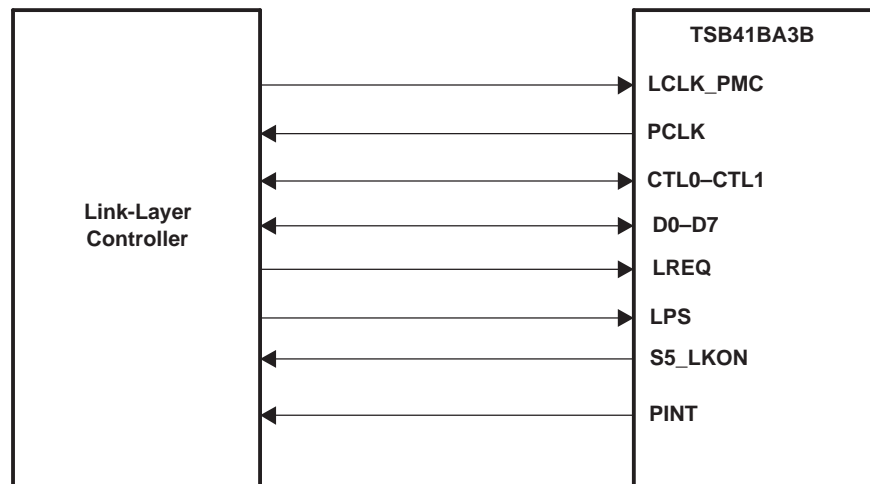 TSB41BA3B
LCLK_PMC
PCLK
CTL0–CTL1
Link-Layer
Controller
D0–D7
LREQ
LPS
S5_LKON
PINT